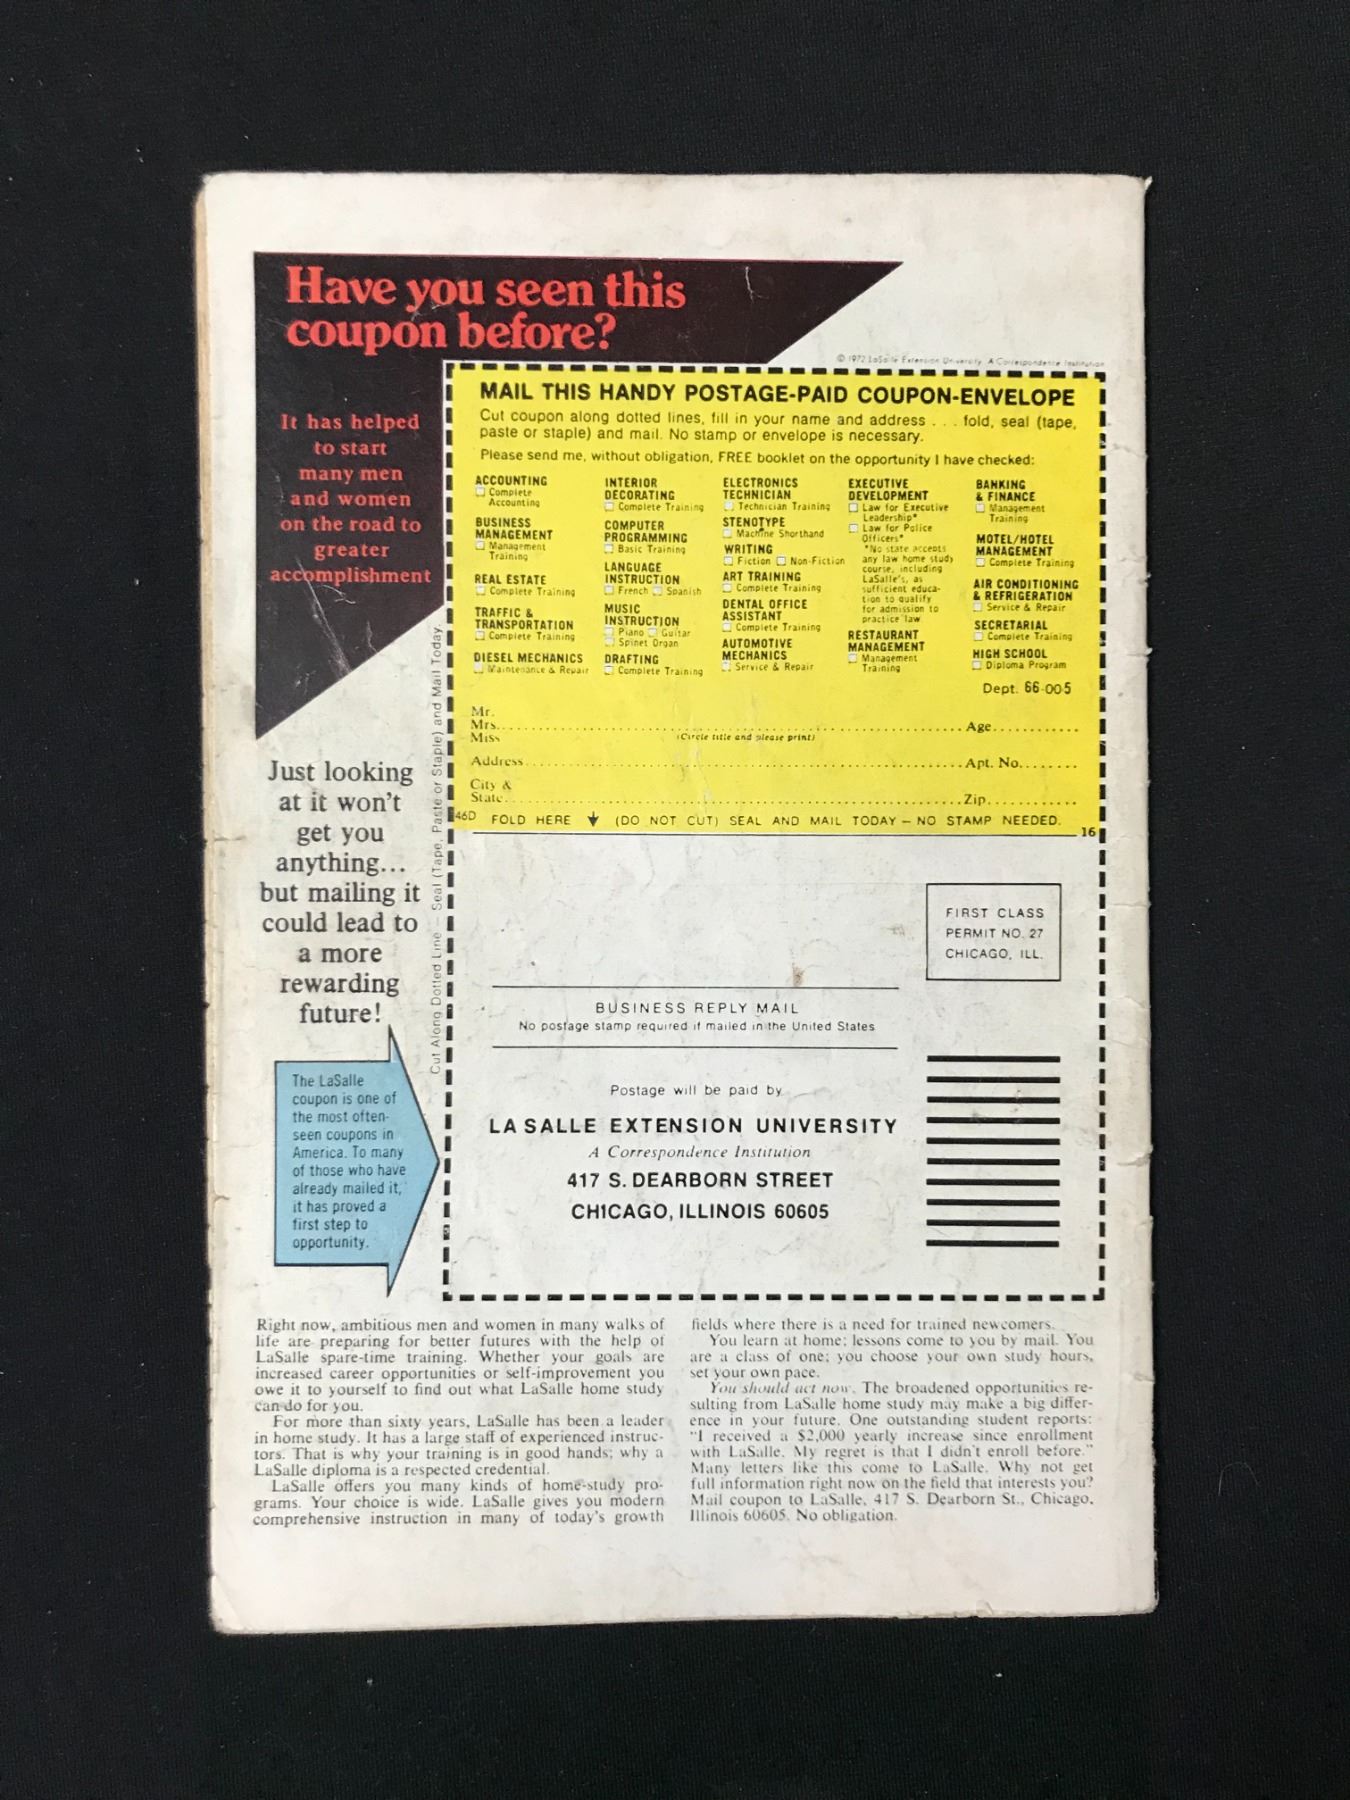 Have you seen this
coupon before?
It has helped
to start
many men
and women
on the road to
greater
accomplishment
© 1972 LaSalle Extension University A Correspondence Institution
MAIL THIS HANDY POSTAGE-PAID COUPON-ENVELOPE
Cut coupon along dotted lines, fill in your name and address . . . fold, seal (tape,
paste or staple) and mail. No stamp or envelope is necessary.
Please send me, without obligation, FREE booklet on the opportunity I have checked:
ACCOUNTING
Complete
Accounting
BUSINESS
MANAGEMENT
Management
Training
REAL ESTATE
Complete Training
TRAFFIC &
TRANSPORTATION
Complete Training
DIESEL MECHANICS
Maintenance & Repair
INTERIOR
DECORATING
Complete Training
COMPUTER
PROGRAMMING
Basic Training
LANGUAGE
INSTRUCTION
French Spanish
MUSIC
INSTRUCTION
Piano Guitar
Spinet Organ
DRAFTING
Complete Training
ELECTRONICS
TECHNICIAN
Technician Training
STENOTYPE
Machine Shorthand
WRITING
Fiction Non-Fiction
ART TRAINING
Complete Training
DENTAL OFFICE
ASSISTANT
Complete Training
AUTOMOTIVE
MECHANICS
Service & Repair
EXECUTIVE
DEVELOPMENT
Law for Executive
Leadership*
Law for Police
Officers*
*No state accepts
any law home study
course, including
LaSalle's, as
sufficient educa-
tion to qualify
for admission to
practice law
RESTAURANT
MANAGEMENT
Management
Training
BANKING
& FINANCE
Management
Training
MOTEL/HOTEL
MANAGEMENT
Complete Training
AIR CONDITIONING
& REFRIGERATION
Service & Repair
SECRETARIAL
Complete Training
HIGH SCHOOL
Diploma Program
Dept. 66-005
Mr.
Mrs. Age
Miss (Circle title and please print)
Address Apt. No.
City &
State Zip
46D FOLD HERE (DO NOT CUT) SEAL AND MAIL TODAY – NO STAMP NEEDED. 16
Cut Along Dotted Line – Seal (Tape, Paste or Staple) and Mail Today.
Just looking
at it won't
get you
anything...
but mailing it
could lead to
a more
rewarding
future!
The LaSalle
coupon is one of
the most often-
seen coupons in
America. To many
of those who have
already mailed it,
it has proved a
first step to
opportunity.
FIRST CLASS
PERMIT NO. 27
CHICAGO, ILL.
BUSINESS REPLY MAIL
No postage stamp required if mailed in the United States
Postage will be paid by
LA SALLE EXTENSION UNIVERSITY
A Correspondence Institution
417 S. DEARBORN STREET
CHICAGO, ILLINOIS 60605
Right now, ambitious men and women in many walks of
life are preparing for better futures with the help of
LaSalle spare-time training. Whether your goals are
increased career opportunities or self-improvement you
owe it to yourself to find out what LaSalle home study
can do for you.
For more than sixty years, LaSalle has been a leader
in home study. It has a large staff of experienced instruc-
tors. That is why your training is in good hands; why a
LaSalle diploma is a respected credential.
LaSalle offers you many kinds of home-study pro-
grams. Your choice is wide. LaSalle gives you modern
comprehensive instruction in many of today's growth
fields where there is a need for trained newcomers.
You learn at home; lessons come to you by mail. You
are a class of one; you choose your own study hours,
set your own pace.
You should act now. The broadened opportunities re-
sulting from LaSalle home study may make a big differ-
ence in your future. One outstanding student reports:
"I received a $2,000 yearly increase since enrollment
with LaSalle. My regret is that I didn't enroll before."
Many letters like this come to LaSalle. Why not get
full information right now on the field that interests you?
Mail coupon to LaSalle, 417 S. Dearborn St., Chicago,
Illinois 60605. No obligation.